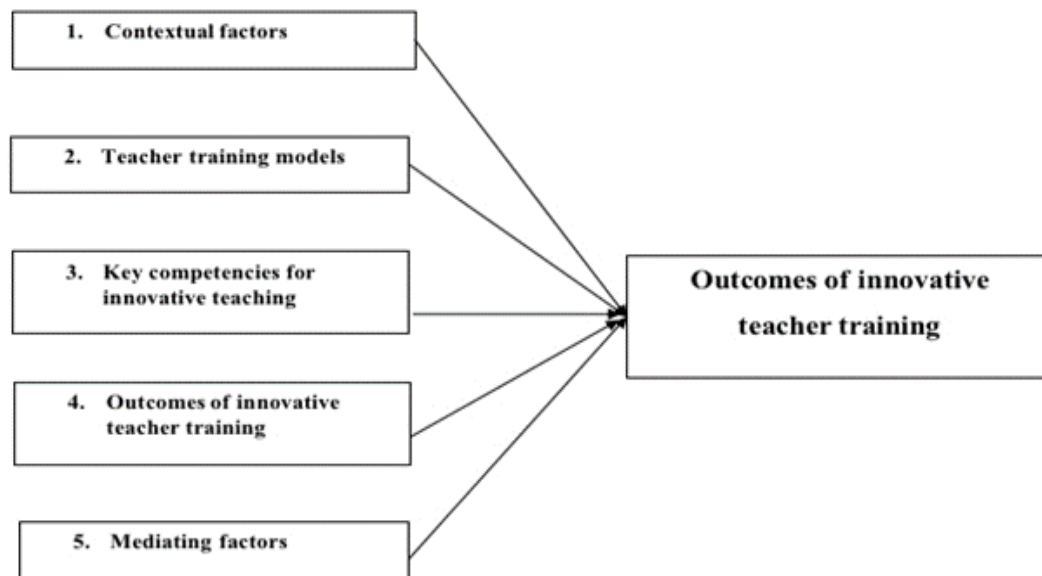 1. Contextual factors
2. Teacher training models
3. Key competencies for
innovative teaching
4. Outcomes of innovative
teacher training
5. Mediating factors
Outcomes of innovative
teacher training